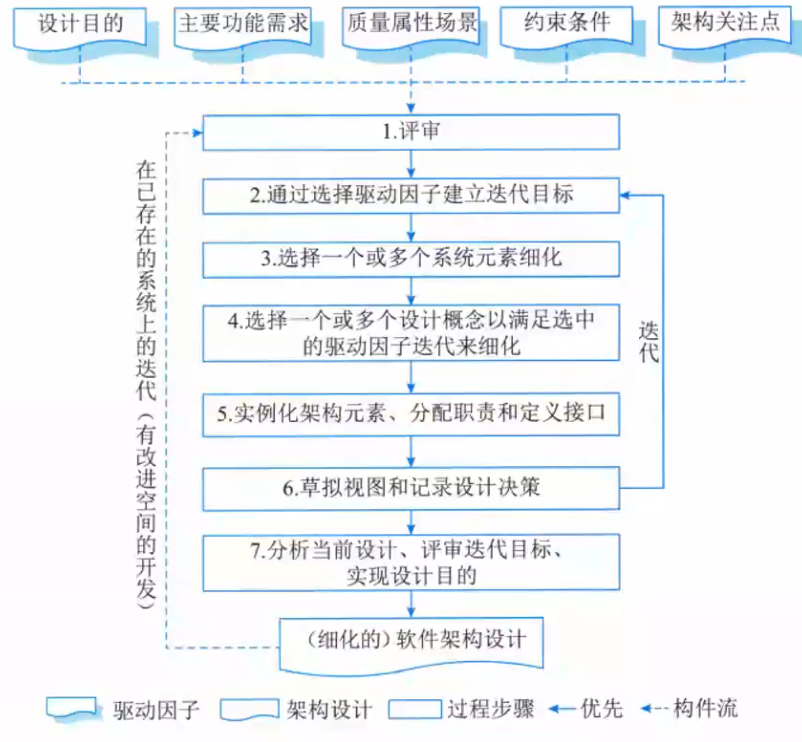 设计目的
主要功能需求
质量属性场景
约束条件
架构关注点
1.评审
2.通过选择驱动因子建立迭代目标
3.选择一个或多个系统元素细化
4.选择一个或多个设计概念以满足选中
的驱动因子迭代来细化
5.实例化架构元素、分配职责和定义接口
6.草拟视图和记录设计决策
7.分析当前设计、评审迭代目标、
实现设计目的
（细化的）软件架构设计
在已存在的系统上的迭代（有改进空间的开发）
迭代
驱动因子
架构设计
过程步骤
优先
构件流